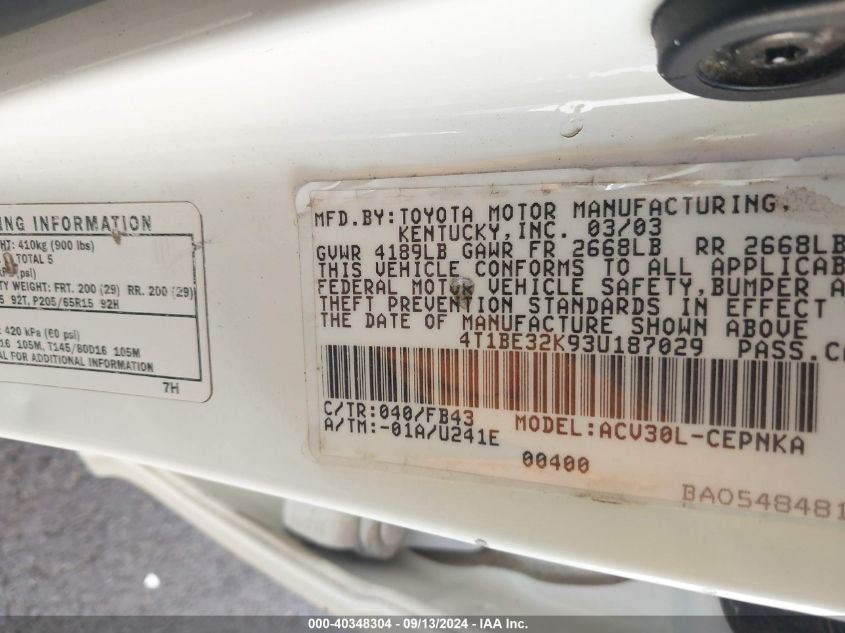 ING INFORMATION
HT: 410kg (900 lbs)
TOTAL 5
TY WEIGHT: FRT. 200 (29) RR. 200 (29)
92T, P205/65R15 92H
: 420 kPa (60 psi)
105M, T145/80D16 105M
AL FOR ADDITIONAL INFORMATION
7H
MFD.BY:TOYOTA MOTOR MANUFACTURING
KENTUCKY,INC. 03/03
GVWR 4189LB GAWR FR 2668LB RR 2668LB
THIS VEHICLE CONFORMS TO ALL APPLICAB
FEDERAL MOTOR VEHICLE SAFETY,BUMPER A
THEFT PREVENTION STANDARDS IN EFFECT
THE DATE OF MANUFACTURE SHOWN ABOVE
4T1BE32K93U187029 PASS.C
C/TR:040/FB43 MODEL:ACV30L-CEPNKA
A/TM:-01A/U241E
00400
BAO548481
000-40348304 - 09/13/2024 - IAA Inc.